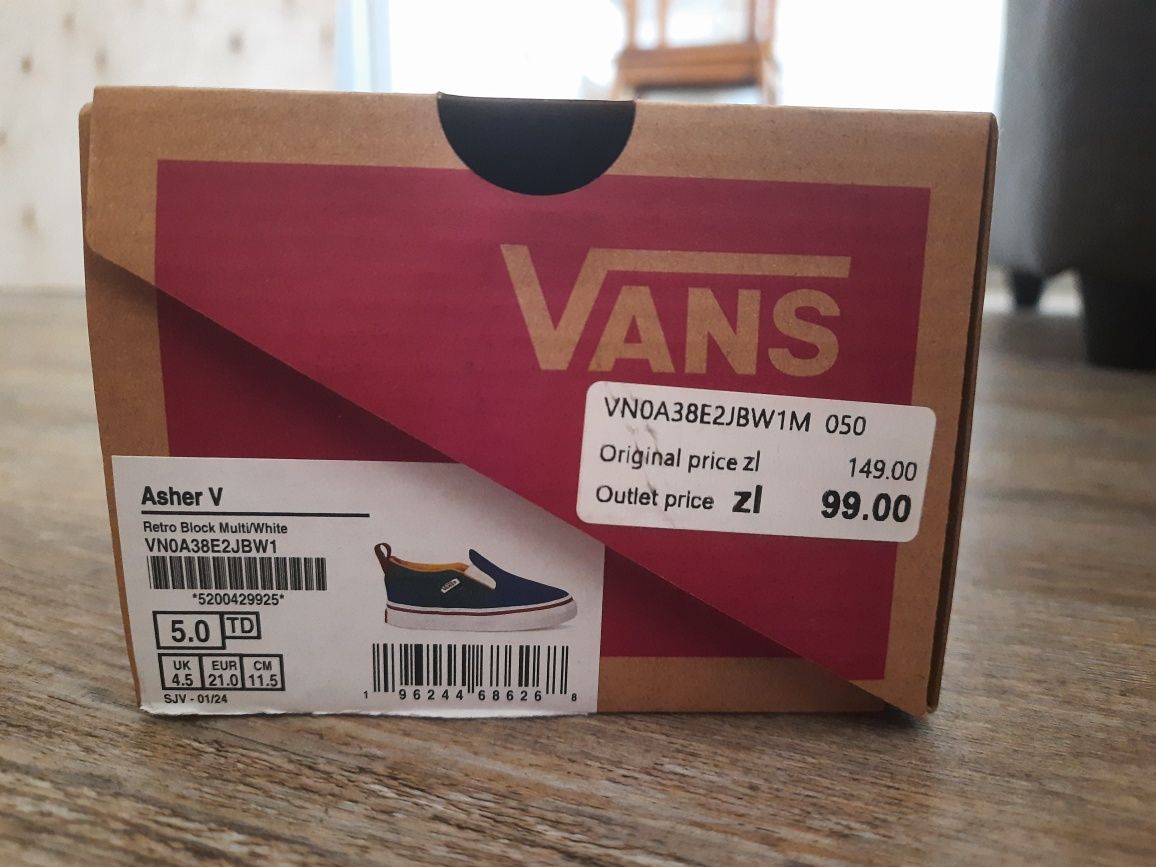 VANS
VN0A38E2JBW1M 050
Original price zl 149.00
Outlet price zl 99.00
Asher V
Retro Block Multi/White
VN0A38E2JBW1
*5200429925*
5.0 TD
UK EUR CM
4.5 21.0 11.5
SJV - 01/24
1 96244 68626 8